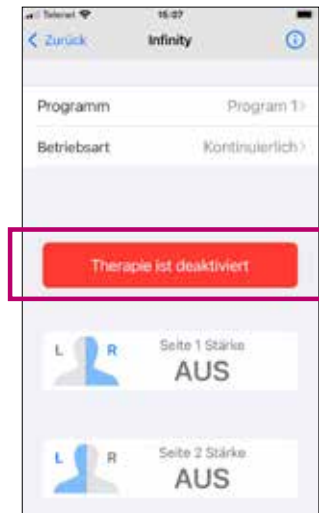 Telenet 15:07
Zurück Infinity
Programm Program 1
Betriebsart Kontinuierlich
Therapie ist deaktiviert
L R Seite 1 Stärke
AUS
L R Seite 2 Stärke
AUS